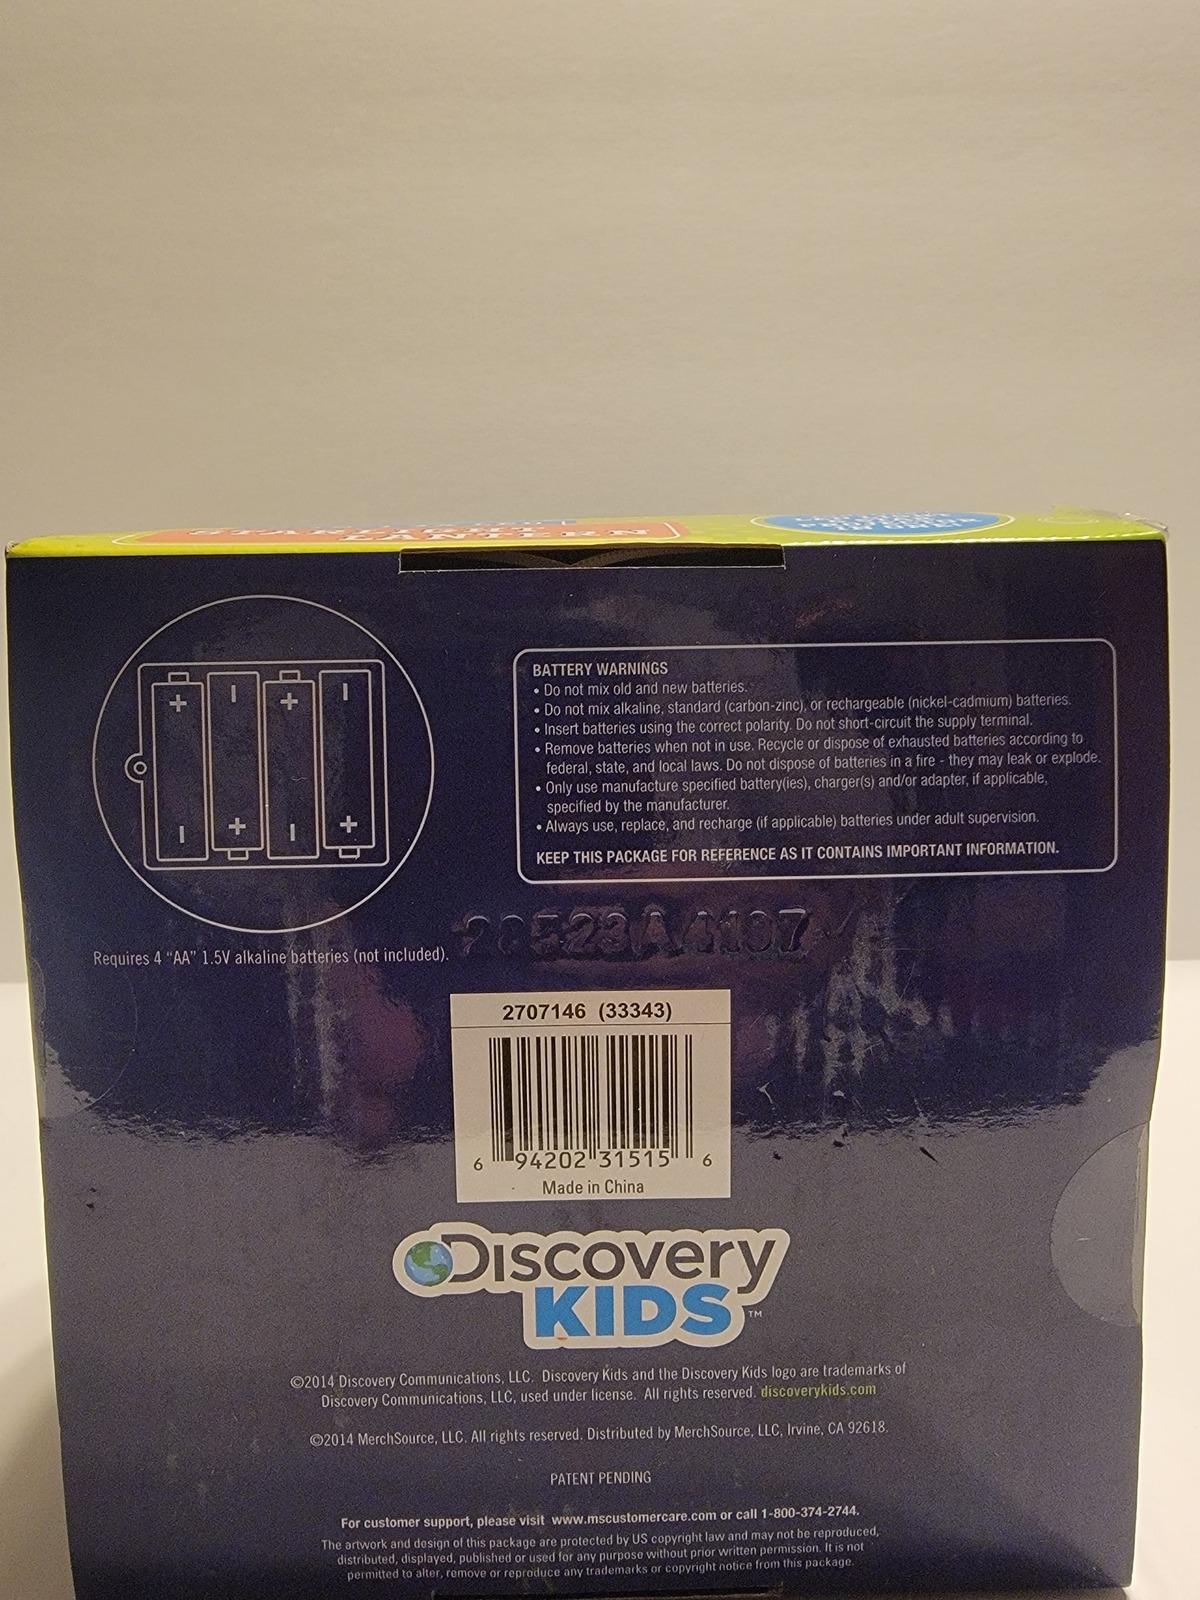 STARLIGHT
LANTERN
IN ONE!
BATTERY WARNINGS
• Do not mix old and new batteries.
• Do not mix alkaline, standard (carbon-zinc), or rechargeable (nickel-cadmium) batteries.
• Insert batteries using the correct polarity. Do not short-circuit the supply terminal.
• Remove batteries when not in use. Recycle or dispose of exhausted batteries according to
federal, state, and local laws. Do not dispose of batteries in a fire - they may leak or explode.
• Only use manufacture specified battery(ies), charger(s) and/or adapter, if applicable,
specified by the manufacturer.
• Always use, replace, and recharge (if applicable) batteries under adult supervision.
KEEP THIS PACKAGE FOR REFERENCE AS IT CONTAINS IMPORTANT INFORMATION.
+ − + −
− + − +
Requires 4 "AA" 1.5V alkaline batteries (not included).
2707146 (33343)
6 94202 31515 6
Made in China
DISCOVERY
KIDS™
©2014 Discovery Communications, LLC. Discovery Kids and the Discovery Kids logo are trademarks of
Discovery Communications, LLC, used under license. All rights reserved. discoverykids.com
©2014 MerchSource, LLC. All rights reserved. Distributed by MerchSource, LLC, Irvine, CA 92618.
PATENT PENDING
For customer support, please visit www.mscustomercare.com or call 1-800-374-2744.
The artwork and design of this package are protected by US copyright law and may not be reproduced,
distributed, displayed, published or used for any purpose without prior written permission. It is not
permitted to alter, remove or reproduce any trademarks or copyright notice from this package.